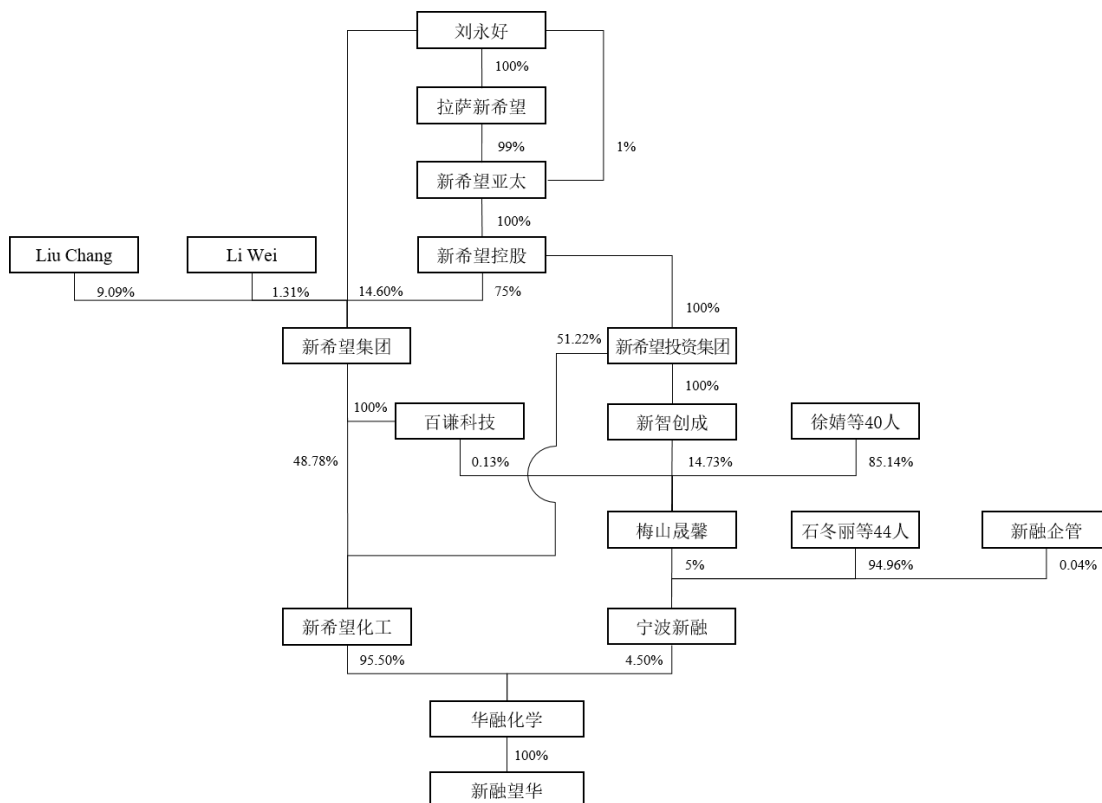 刘永好
100%
拉萨新希望
99%
1%
新希望亚太
100%
Liu Chang
Li Wei
新希望控股
9.09%
1.31%
14.60%
75%
100%
新希望集团
51.22%
新希望投资集团
100%
100%
百谦科技
新智创成
徐婧等40人
48.78%
0.13%
14.73%
85.14%
梅山晟馨
石冬丽等44人
新融企管
5%
94.96%
0.04%
新希望化工
宁波新融
95.50%
4.50%
华融化学
100%
新融望华